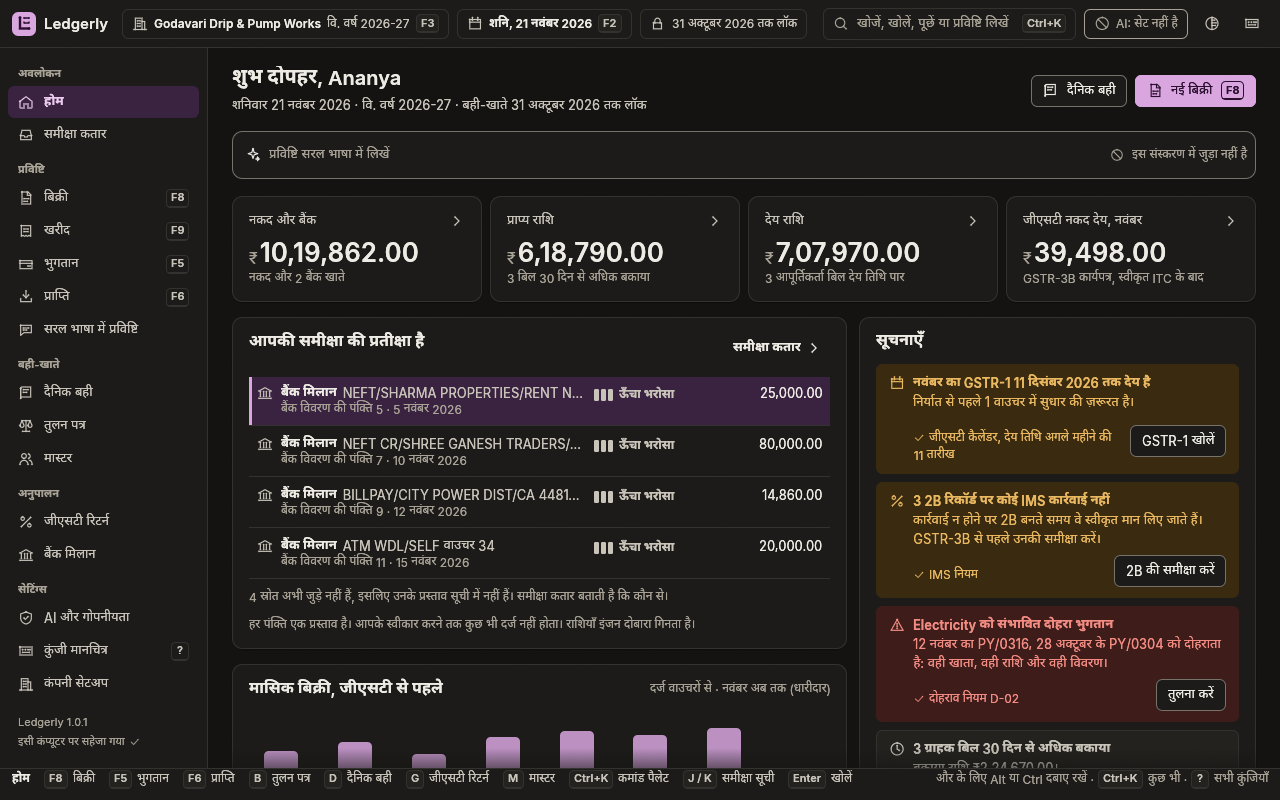 Ledgerly
Godavari Drip & Pump Works वि. वर्ष 2026-27 F3
शनि, 21 नवंबर 2026 F2
31 अक्टूबर 2026 तक लॉक
खोजें, खोलें, पूछें या प्रविष्टि लिखें Ctrl+K
AI: सेट नहीं है
अवलोकन
होम
समीक्षा कतार
प्रविष्टि
बिक्री F8
खरीद F9
भुगतान F5
प्राप्ति F6
सरल भाषा में प्रविष्टि
बही-खाते
दैनिक बही
तुलन पत्र
मास्टर
अनुपालन
जीएसटी रिटर्न
बैंक मिलान
सेटिंग्स
AI और गोपनीयता
कुंजी मानचित्र ?
कंपनी सेटअप
Ledgerly 1.0.1
इसी कंप्यूटर पर सहेजा गया
शुभ दोपहर, Ananya
शनिवार 21 नवंबर 2026 · वि. वर्ष 2026-27 · बही-खाते 31 अक्टूबर 2026 तक लॉक
दैनिक बही
नई बिक्री F8
प्रविष्टि सरल भाषा में लिखें
इस संस्करण में जुड़ा नहीं है
नकद और बैंक
₹10,19,862.00
नकद और 2 बैंक खाते
प्राप्य राशि
₹6,18,790.00
3 बिल 30 दिन से अधिक बकाया
देय राशि
₹7,07,970.00
3 आपूर्तिकर्ता बिल देय तिथि पार
जीएसटी नकद देय, नवंबर
₹39,498.00
GSTR-3B कार्यपत्र, स्वीकृत ITC के बाद
आपकी समीक्षा की प्रतीक्षा है
समीक्षा कतार
बैंक मिलान NEFT/SHARMA PROPERTIES/RENT N... ऊँचा भरोसा 25,000.00
बैंक विवरण की पंक्ति 5 · 5 नवंबर 2026
बैंक मिलान NEFT CR/SHREE GANESH TRADERS/... ऊँचा भरोसा 80,000.00
बैंक विवरण की पंक्ति 7 · 10 नवंबर 2026
बैंक मिलान BILLPAY/CITY POWER DIST/CA 4481... ऊँचा भरोसा 14,860.00
बैंक विवरण की पंक्ति 9 · 12 नवंबर 2026
बैंक मिलान ATM WDL/SELF वाउचर 34 ऊँचा भरोसा 20,000.00
बैंक विवरण की पंक्ति 11 · 15 नवंबर 2026
4 स्रोत अभी जुड़े नहीं हैं, इसलिए उनके प्रस्ताव सूची में नहीं हैं। समीक्षा कतार बताती है कि कौन से।
हर पंक्ति एक प्रस्ताव है। आपके स्वीकार करने तक कुछ भी दर्ज नहीं होता। राशियाँ इंजन दोबारा गिनता है।
मासिक बिक्री, जीएसटी से पहले
दर्ज वाउचरों से · नवंबर अब तक (धारीदार)
सूचनाएँ
नवंबर का GSTR-1 11 दिसंबर 2026 तक देय है
निर्यात से पहले 1 वाउचर में सुधार की ज़रूरत है।
जीएसटी कैलेंडर, देय तिथि अगले महीने की
11 तारीख
GSTR-1 खोलें
3 2B रिकॉर्ड पर कोई IMS कार्रवाई नहीं
कार्रवाई न होने पर 2B बनते समय वे स्वीकृत मान लिए जाते हैं।
GSTR-3B से पहले उनकी समीक्षा करें।
IMS नियम
2B की समीक्षा करें
Electricity को संभावित दोहरा भुगतान
12 नवंबर का PY/0316, 28 अक्टूबर के PY/0304 को दोहराता
है: वही खाता, वही राशि और वही विवरण।
दोहराव नियम D-02
तुलना करें
3 ग्राहक बिल 30 दिन से अधिक बकाया
बकाया राशि ₹2,24,670.00।
होम F8 बिक्री F5 भुगतान F6 प्राप्ति B तुलन पत्र D दैनिक बही G जीएसटी रिटर्न M मास्टर Ctrl+K कमांड पैलेट J / K समीक्षा सूची Enter खोलें
और के लिए Alt या Ctrl दबाए रखें · Ctrl+K कुछ भी · ? सभी कुंजियाँ